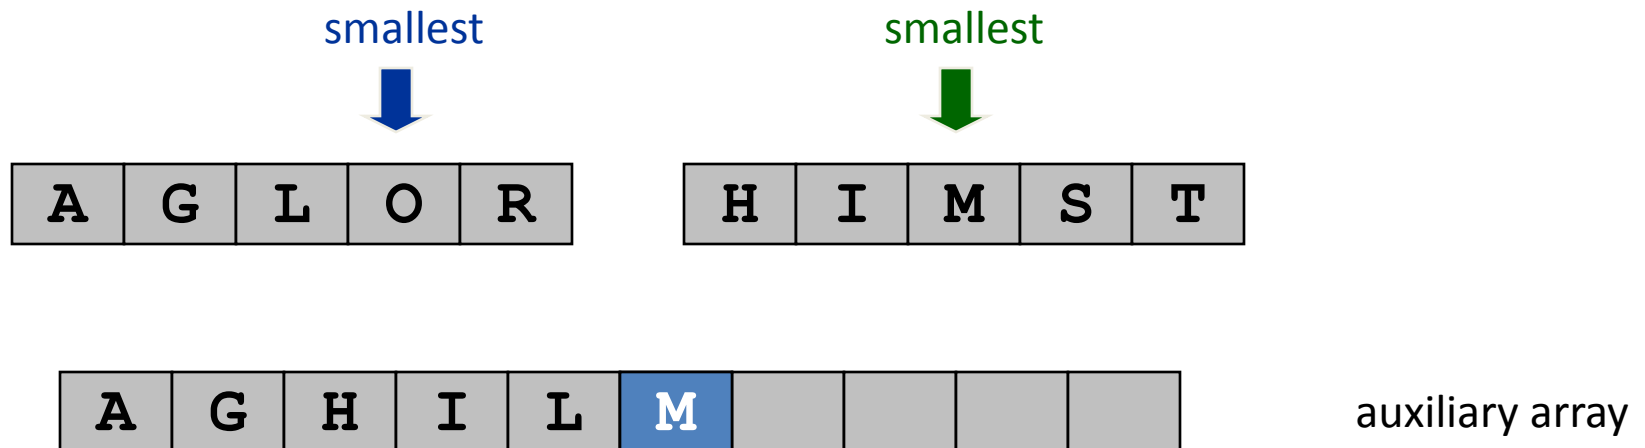 smallest smallest
A G L O R H I M S T
A G H I L M auxiliary array